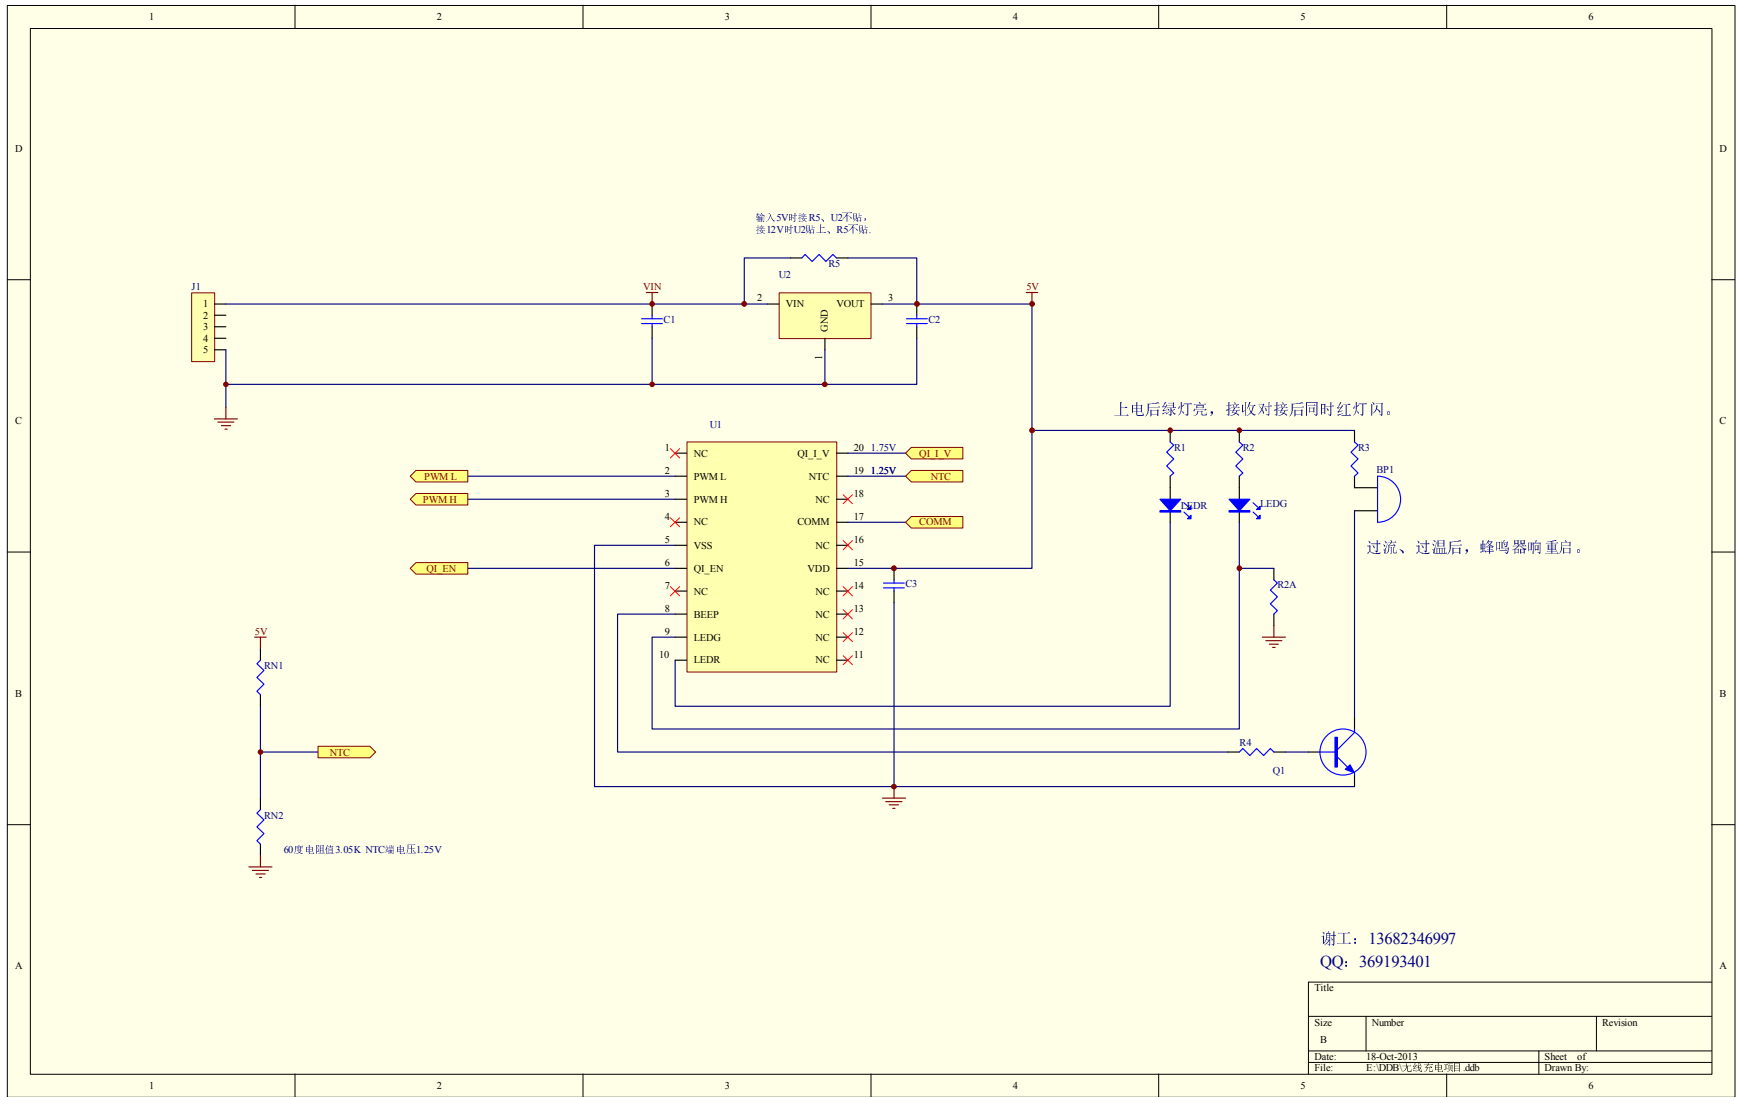 1 2 3 4 5 6
D D
输入5V时接R5、U2不贴,
接12V时U2贴上、R5不贴.
R5
U2
J1 VIN 5V
1 2 VIN VOUT 3
2 C1 GND C2
3
4
5 1
上电后绿灯亮，接收对接后同时红灯闪。
C C
U1
R1 R2 R3
1 NC QI_I_V 20 1.75V QI_I_V
BP1
PWM L 2 PWM L NTC 19 1.25V NTC
PWM H 3 PWM H NC 18
LEDR LEDG
4 NC COMM 17 COMM
5 VSS NC 16
过流、过温后，蜂鸣器响重启。
QI_EN 6 QI_EN VDD 15
C3 R2A
7 NC NC 14
8 BEEP NC 13
9 LEDG NC 12
10 LEDR NC 11
5V
RN1
B B
R4
NTC
Q1
RN2
60度电阻值3.05K NTC端电压1.25V
谢工：13682346997
QQ：369193401
A A
Title
Size Number Revision
B
Date: 18-Oct-2013 Sheet of
File: E:\DDB\无线充电项目.ddb Drawn By:
1 2 3 4 5 6